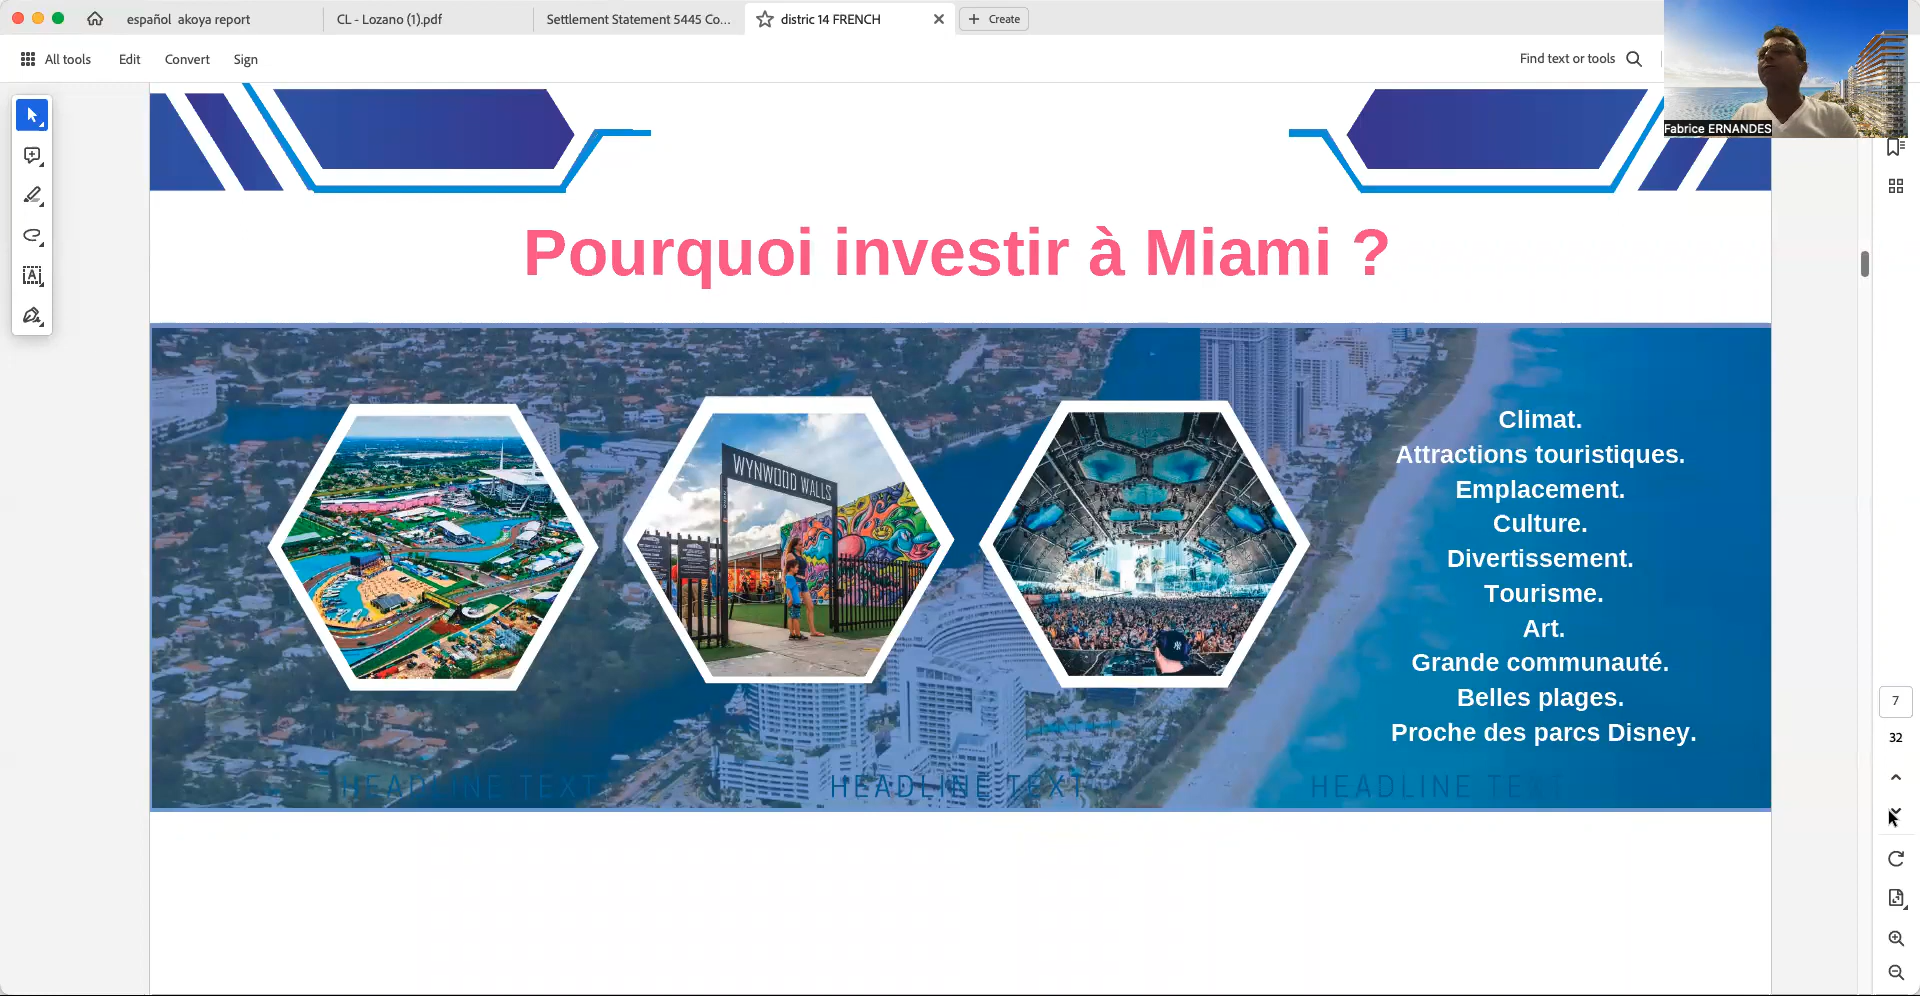 español akoya report
CL - Lozano (1).pdf
Settlement Statement 5445 Co...
distric 14 FRENCH
Create
All tools
Edit
Convert
Sign
Find text or tools
Fabrice ERNANDES
Pourquoi investir à Miami ?
WYNWOOD WALLS
Climat.
Attractions touristiques.
Emplacement.
Culture.
Divertissement.
Tourisme.
Art.
Grande communauté.
Belles plages.
Proche des parcs Disney.
HEADLINE TEXT
HEADLINE TEXT
HEADLINE TEXT
7
32